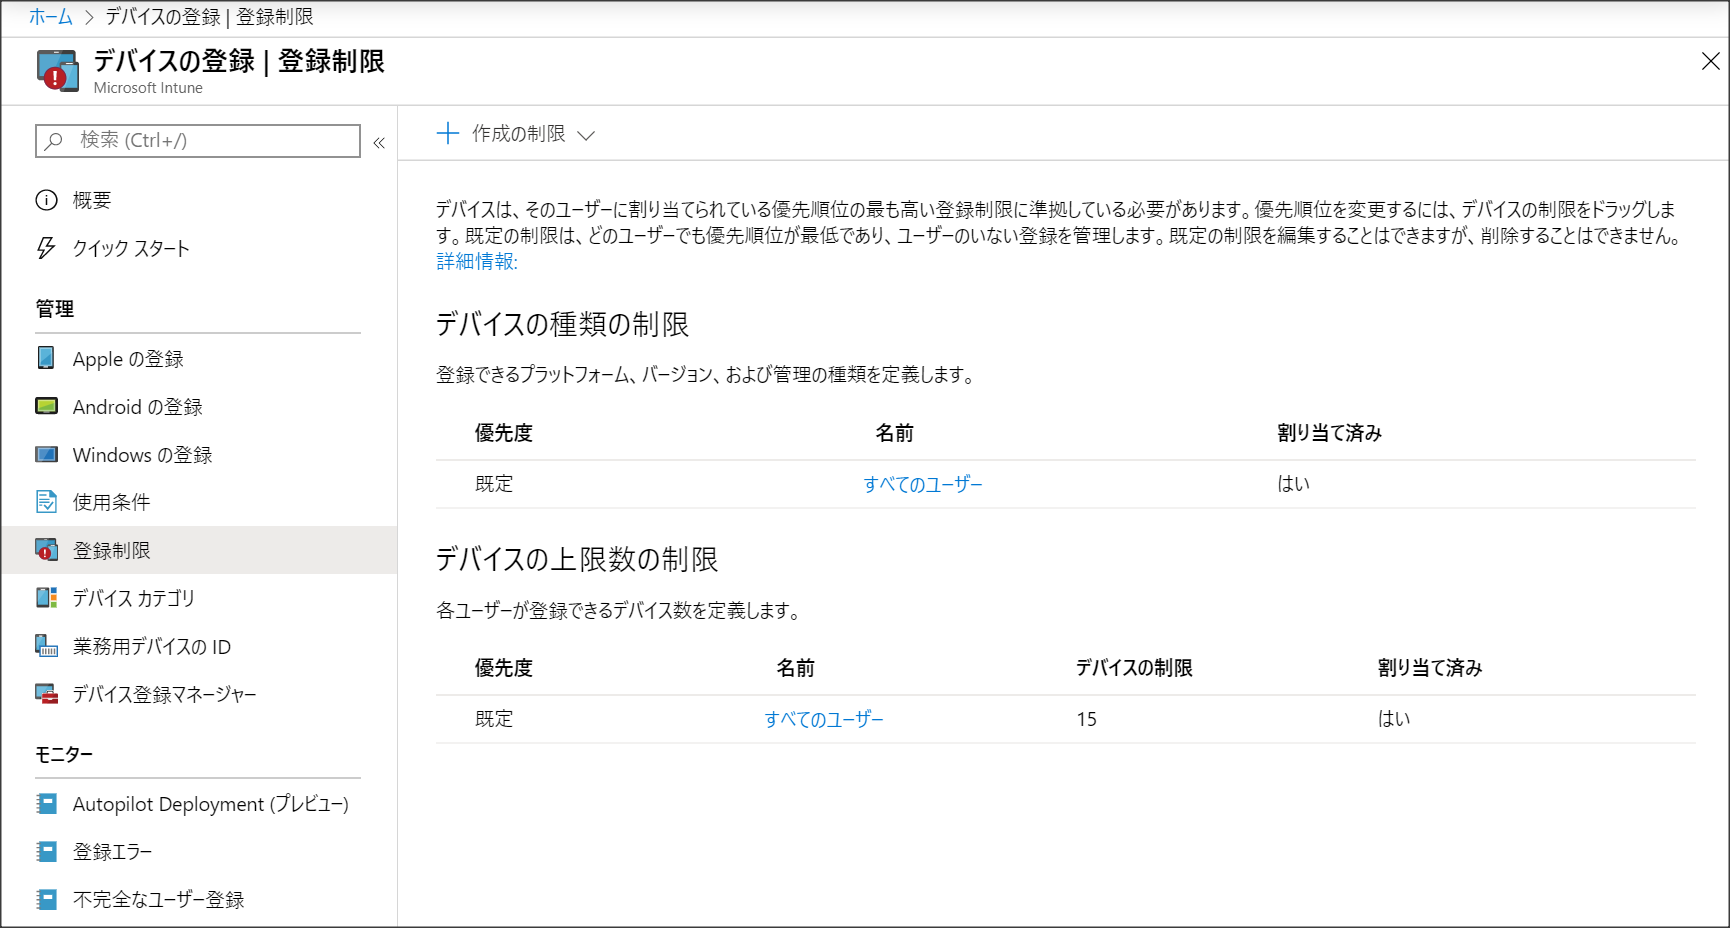 ホーム > デバイスの登録 | 登録制限
デバイスの登録 | 登録制限
Microsoft Intune
検索 (Ctrl+/)
概要
クイック スタート
管理
Apple の登録
Android の登録
Windows の登録
使用条件
登録制限
デバイス カテゴリ
業務用デバイスの ID
デバイス登録マネージャー
モニター
Autopilot Deployment (プレビュー)
登録エラー
不完全なユーザー登録
作成の制限
デバイスは、そのユーザーに割り当てられている優先順位の最も高い登録制限に準拠している必要があります。優先順位を変更するには、デバイスの制限をドラッグしま
す。既定の制限は、どのユーザーでも優先順位が最低であり、ユーザーのいない登録を管理します。既定の制限を編集することはできますが、削除することはできません。
詳細情報:
デバイスの種類の制限
登録できるプラットフォーム、バージョン、および管理の種類を定義します。
優先度 名前 割り当て済み
既定 すべてのユーザー はい
デバイスの上限数の制限
各ユーザーが登録できるデバイス数を定義します。
優先度 名前 デバイスの制限 割り当て済み
既定 すべてのユーザー 15 はい